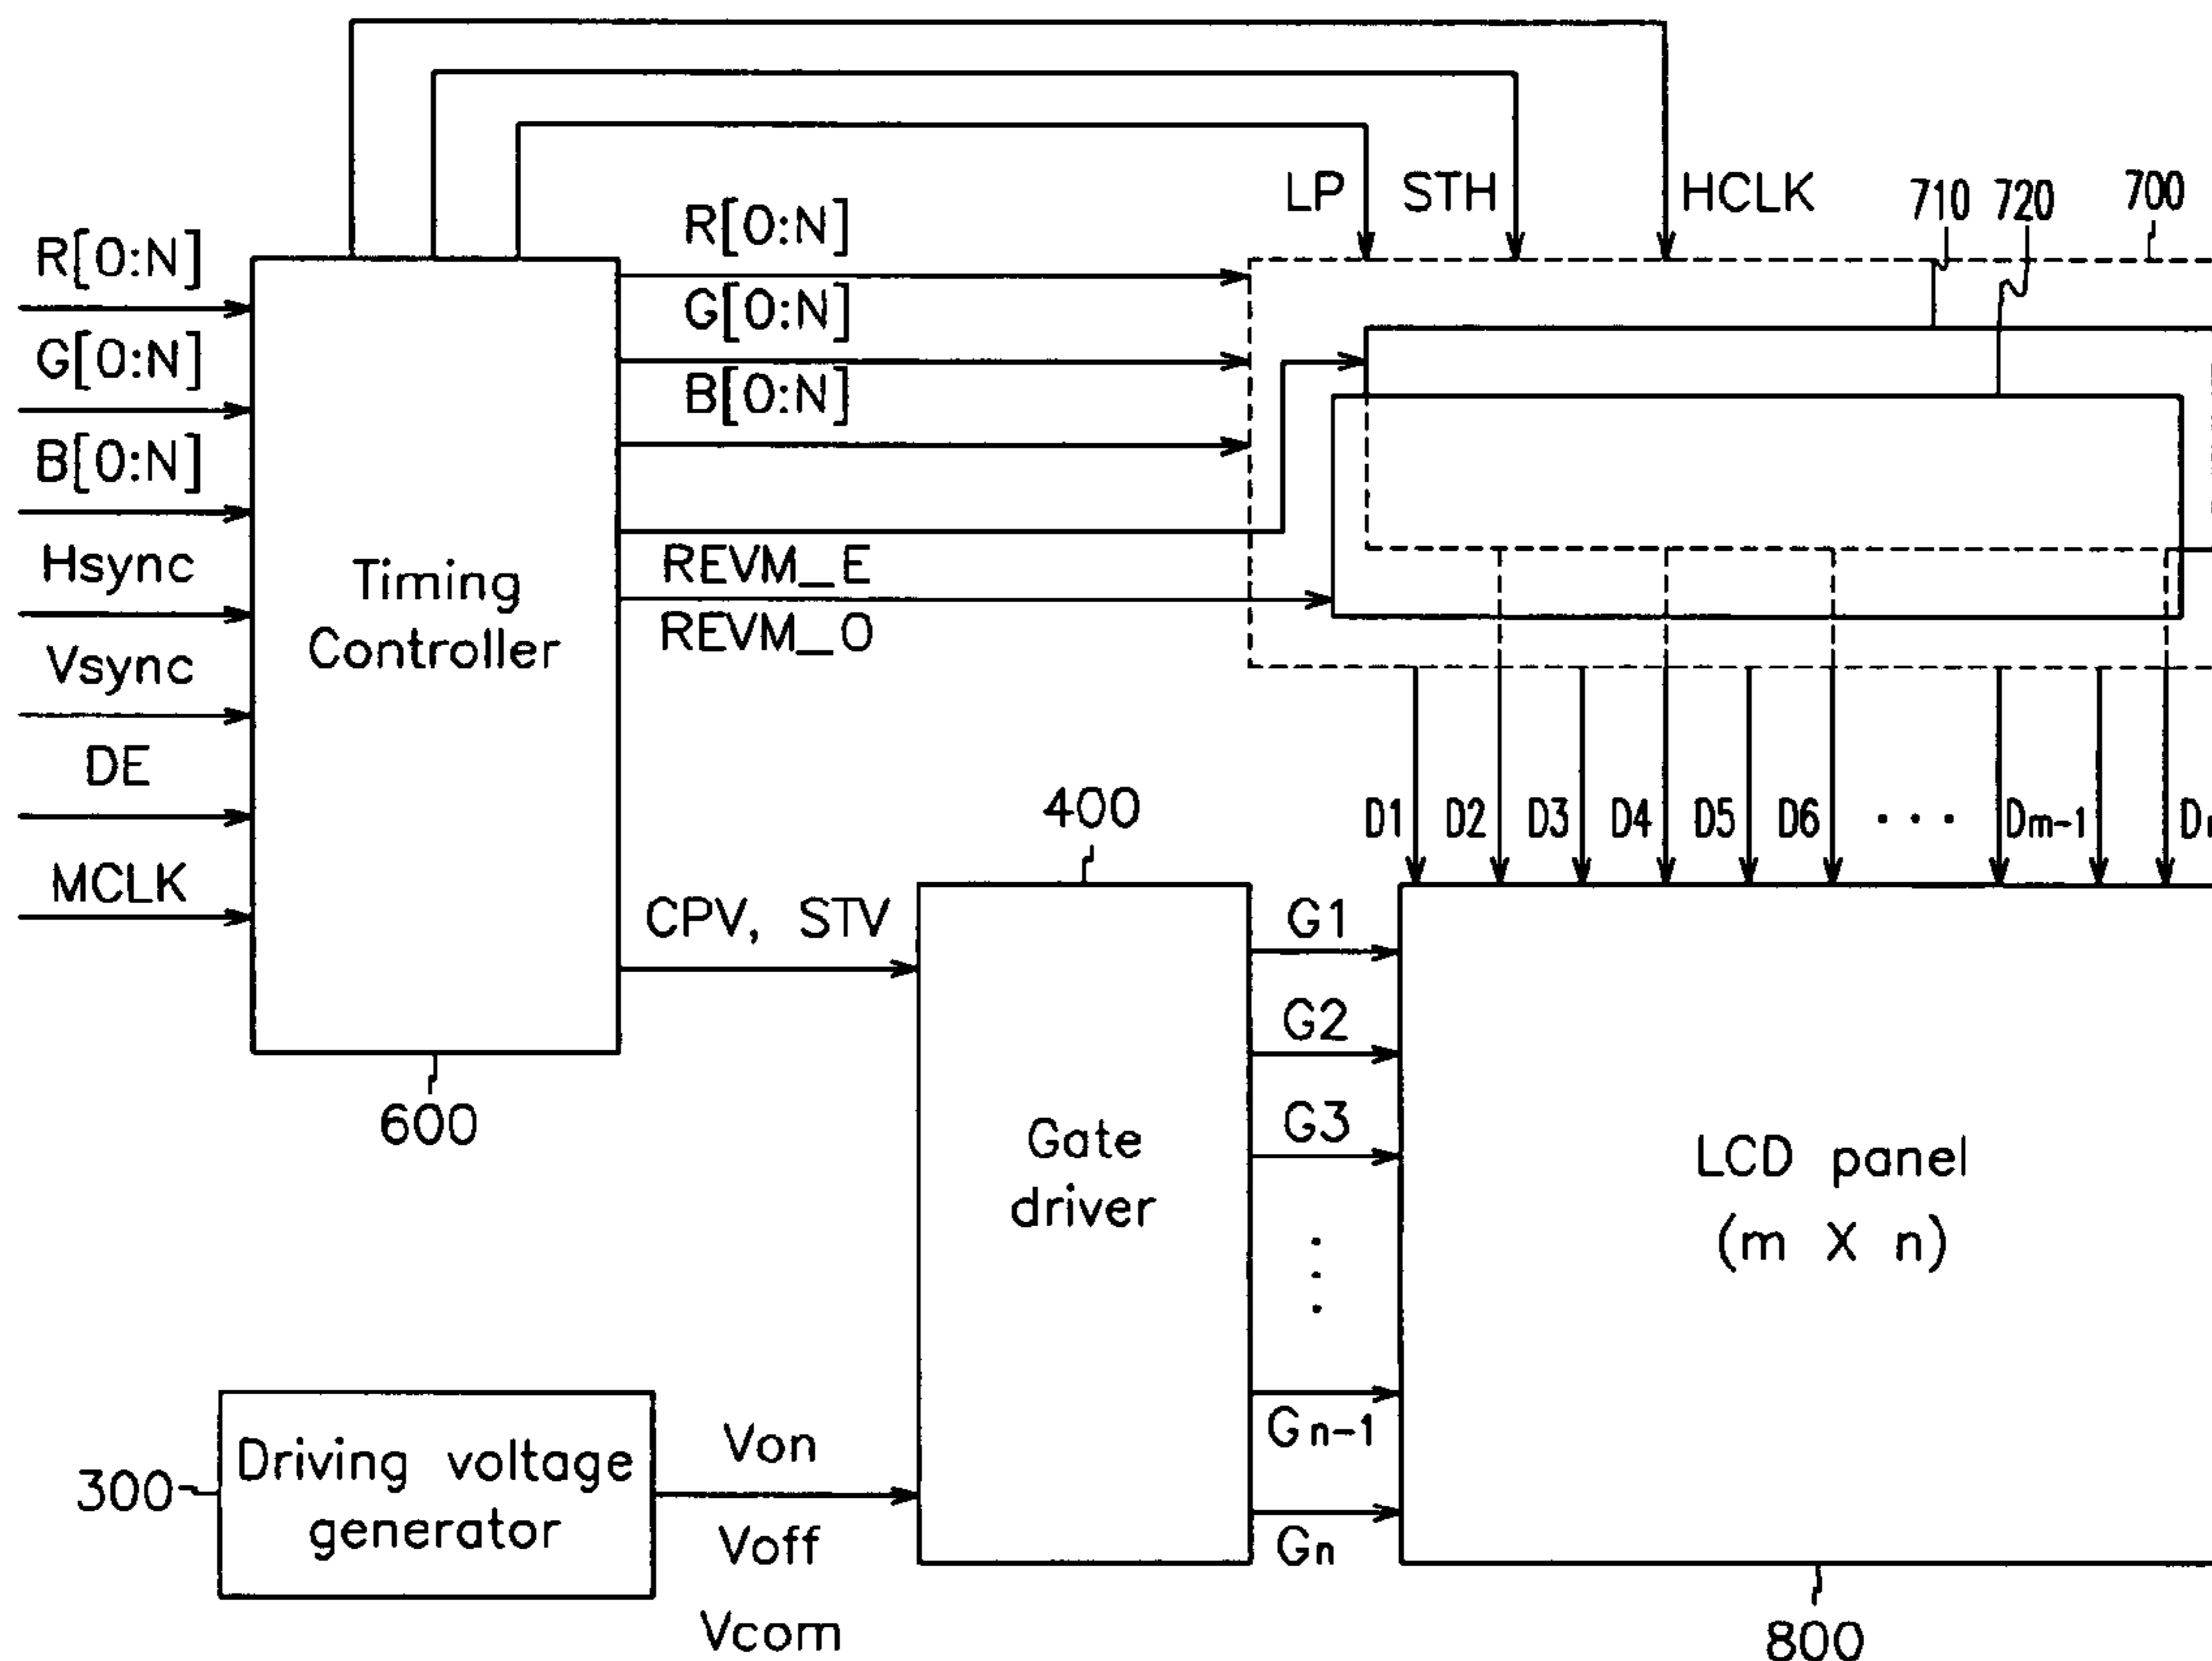 LP STH HCLK 710 720 700
R[0:N]
G[0:N]
B[0:N]
Hsync
Vsync
DE
MCLK
R[0:N]
G[0:N]
B[0:N]
REVM_E
REVM_O
Timing
Controller
600
CPV, STV
400
Gate
driver
D1 D2 D3 D4 D5 D6 ... Dm-1
G1
G2
G3
Gn-1
Gn
LCD panel
(m X n)
800
300
Driving voltage
generator
Von
Voff
Vcom